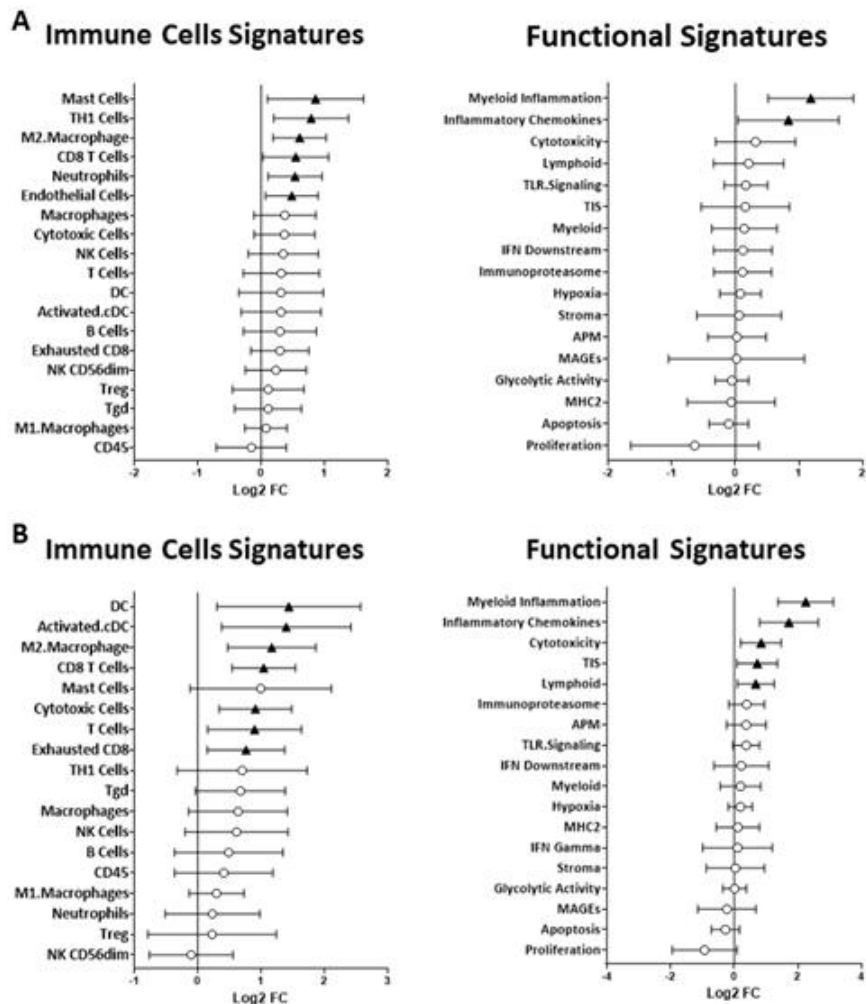 A
Immune Cells Signatures
Mast Cells
TH1 Cells
M2.Macrophage
CD8 T Cells
Neutrophils
Endothelial Cells
Macrophages
Cytotoxic Cells
NK Cells
T Cells
DC
Activated.cDC
B Cells
Exhausted CD8
NK CD56dim
Treg
Tgd
M1.Macrophages
CD45
-2 -1 0 1 2
Log2 FC
Functional Signatures
Myeloid Inflammation
Inflammatory Chemokines
Cytotoxicity
Lymphoid
TLR.Signaling
TIS
Myeloid
IFN Downstream
Immunoproteasome
Hypoxia
Stroma
APM
MAGEs
Glycolytic Activity
MHC2
Apoptosis
Proliferation
-2 -1 0 1 2
Log2 FC
B
Immune Cells Signatures
DC
Activated.cDC
M2.Macrophage
CD8 T Cells
Mast Cells
Cytotoxic Cells
T Cells
Exhausted CD8
TH1 Cells
Tgd
Macrophages
NK Cells
B Cells
CD45
M1.Macrophages
Neutrophils
Treg
NK CD56dim
-1 0 1 2 3
Log2 FC
Functional Signatures
Myeloid Inflammation
Inflammatory Chemokines
Cytotoxicity
TIS
Lymphoid
Immunoproteasome
APM
TLR.Signaling
IFN Downstream
Myeloid
Hypoxia
MHC2
IFN Gamma
Stroma
Glycolytic Activity
MAGEs
Apoptosis
Proliferation
-4 -2 0 2 4
Log2 FC